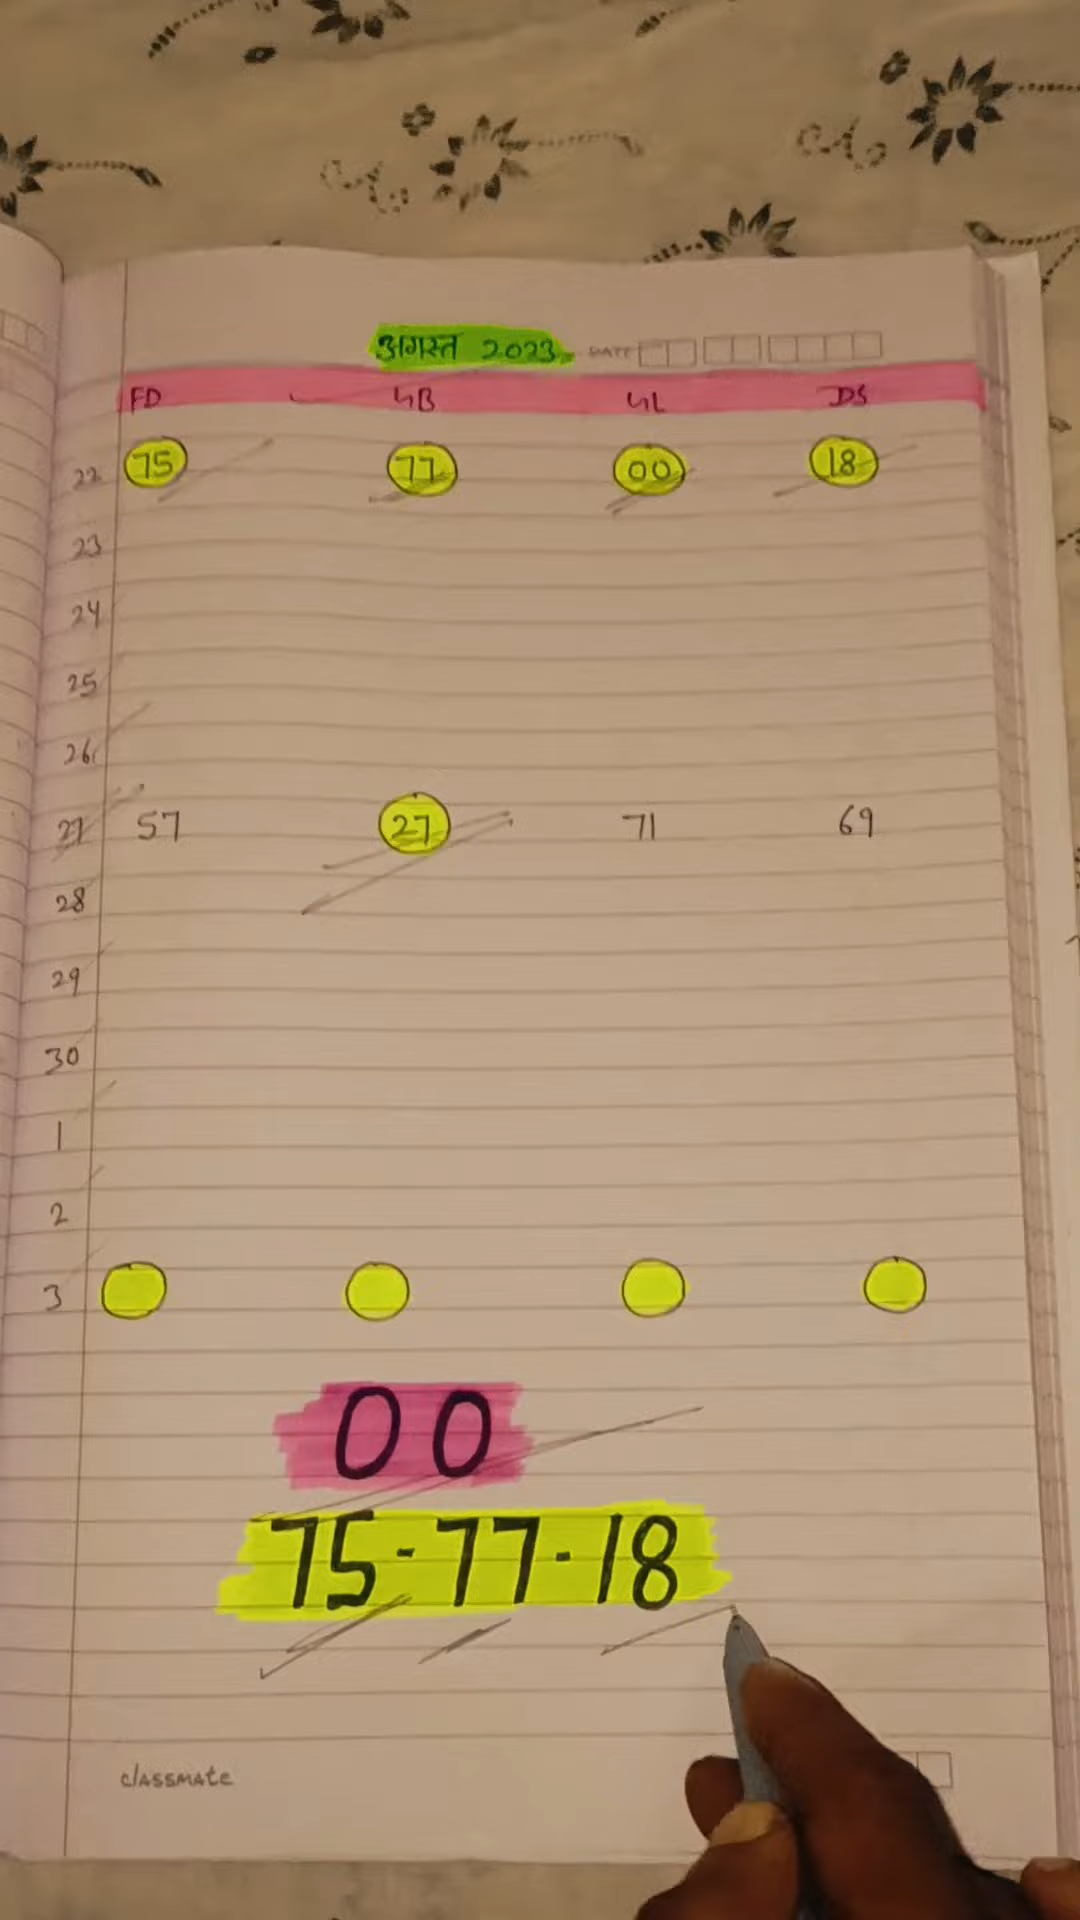 अगस्त 2023 DATE
FD GB GL DS
22 75 77 00 18
23
24
25
26
27 57 27 71 69
28
29
30
1
2
3
00
75-77-18
classmate